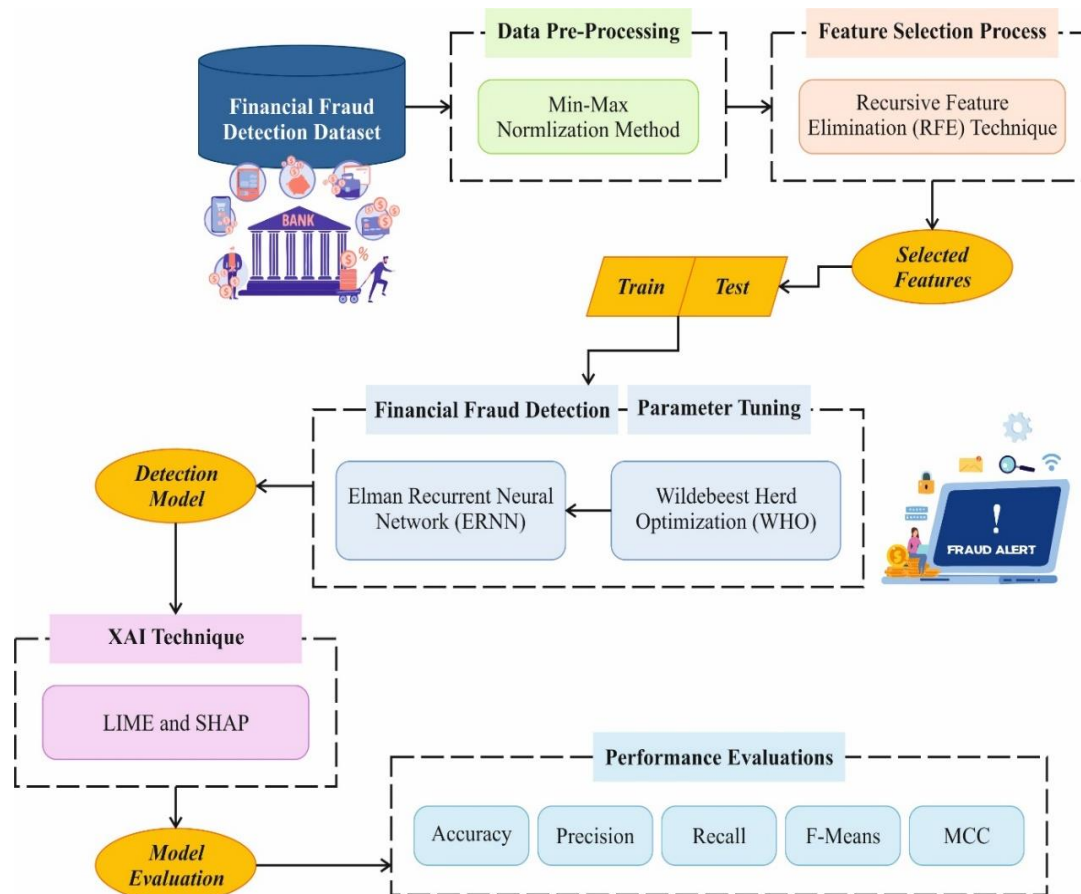 Data Pre-Processing
Feature Selection Process
Financial Fraud
Detection Dataset
Min-Max
Normlization Method
Recursive Feature
Elimination (RFE) Technique
BANK
$
$
$
%
$
Selected
Features
Train
Test
Financial Fraud Detection
Parameter Tuning
Detection
Model
Elman Recurrent Neural
Network (ERNN)
Wildebeest Herd
Optimization (WHO)
!
FRAUD ALERT
XAI Technique
LIME and SHAP
Performance Evaluations
Accuracy
Precision
Recall
F-Means
MCC
Model
Evaluation